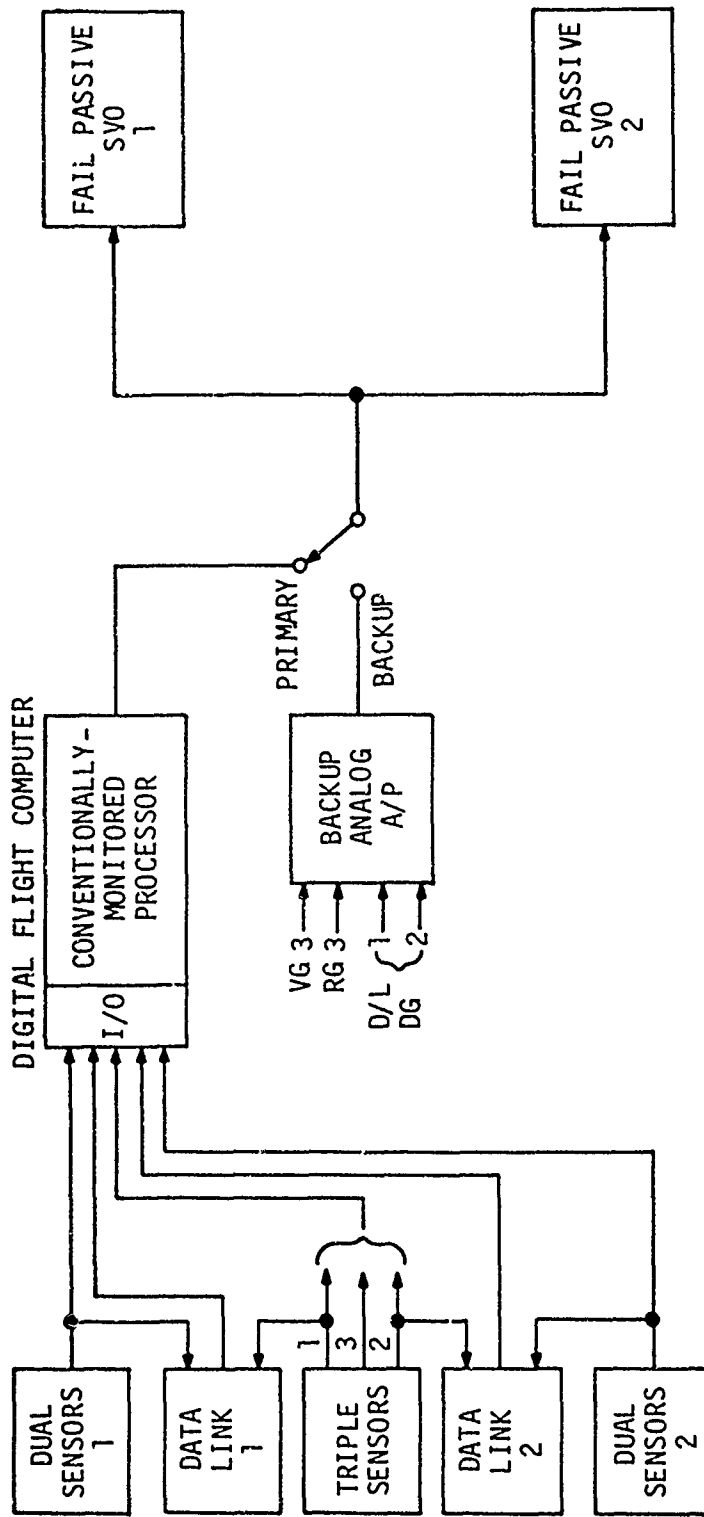 DUAL
SENSORS
1
DATA
LINK
1
TRIPLE
SENSORS
1
3
2
DATA
LINK
2
DUAL
SENSORS
2
DIGITAL FLIGHT COMPUTER
I/O
CONVENTIONALLY-
MONITORED
PROCESSOR
VG 3
RG 3
D/L
DG
1
2
BACKUP
ANALOG
A/P
PRIMARY
BACKUP
FAIL PASSIVE
SVO
1
FAIL PASSIVE
SVO
2